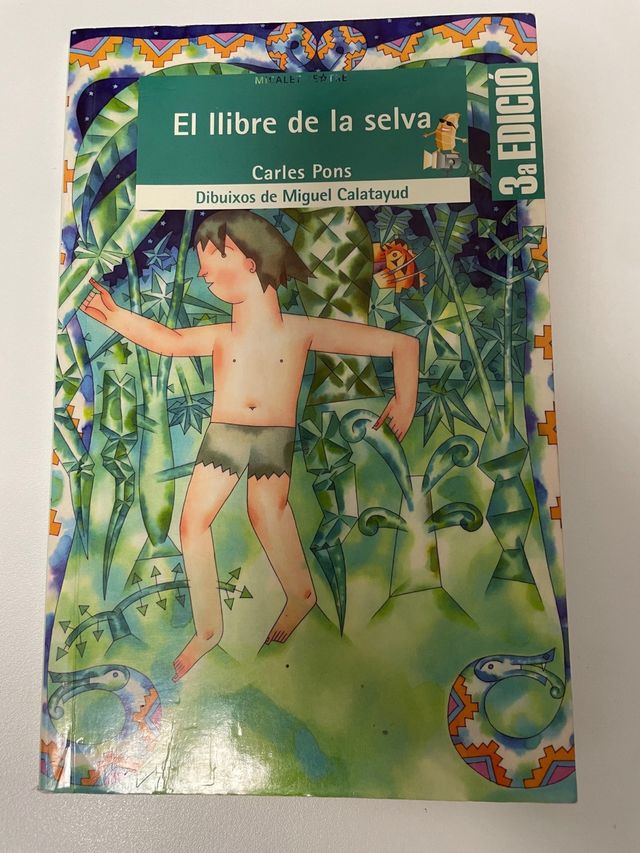 El llibre de la selva
Carles Pons
Dibuixos de Miguel Calatayud
3a EDICIÓ